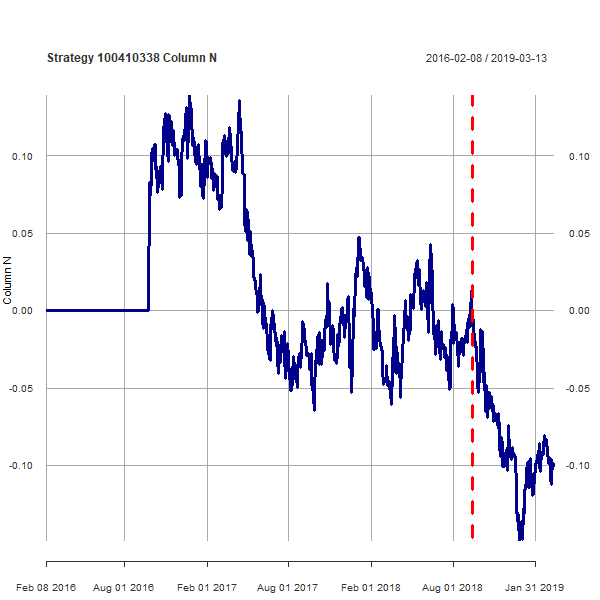 Strategy 100410338 Column N
2016-02-08 / 2019-03-13
Column N
0.10
0.05
0.00
-0.05
-0.10
0.10
0.05
0.00
-0.05
-0.10
Feb 08 2016
Aug 01 2016
Feb 01 2017
Aug 01 2017
Feb 01 2018
Aug 01 2018
Jan 31 2019